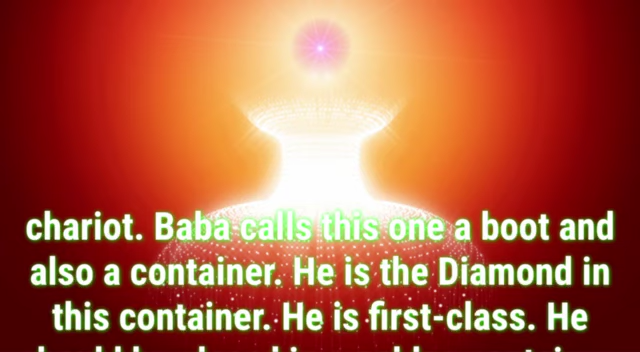 chariot. Baba calls this one a boot and
also a container. He is the Diamond in
this container. He is first-class. He